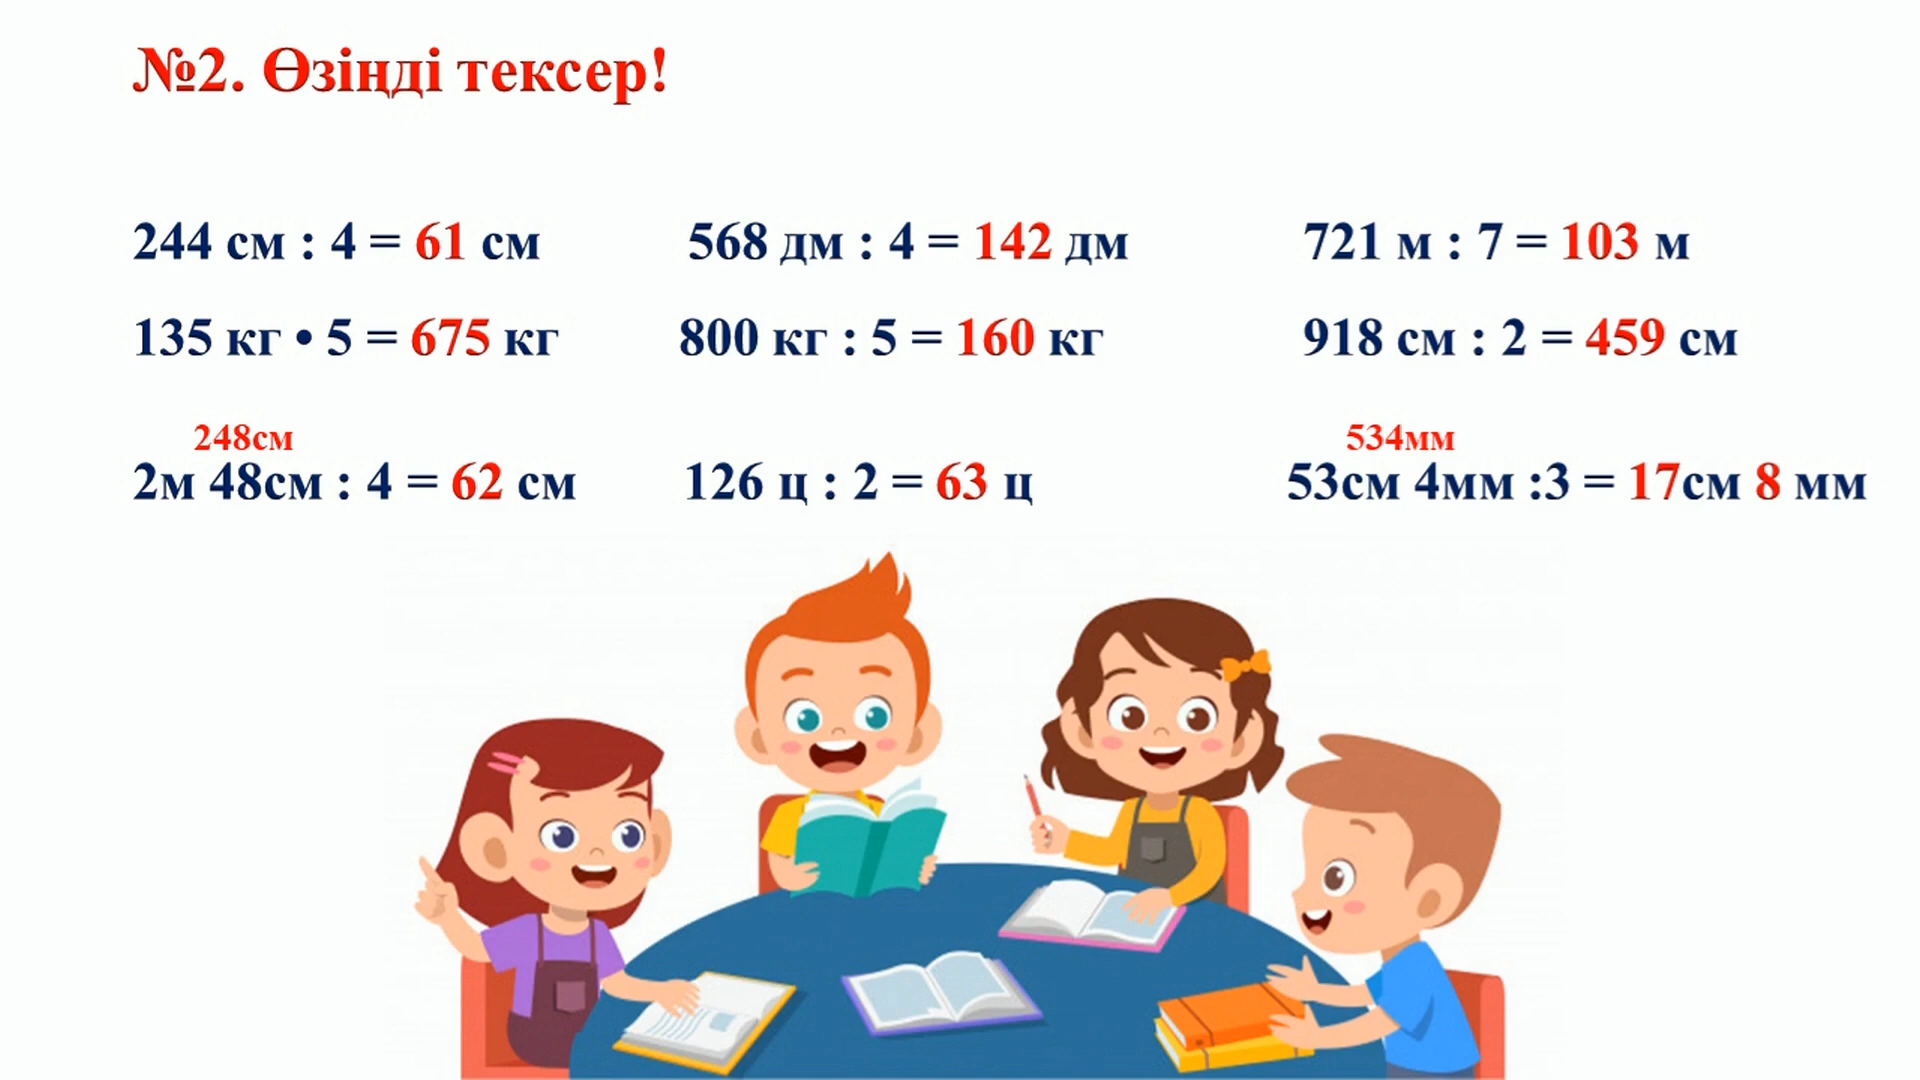 №2. Өзіңді тексер!
244 см : 4 = 61 см 568 дм : 4 = 142 дм 721 м : 7 = 103 м
135 кг • 5 = 675 кг 800 кг : 5 = 160 кг 918 см : 2 = 459 см
248см 534мм
2м 48см : 4 = 62 см 126 ц : 2 = 63 ц 53см 4мм :3 = 17см 8 мм